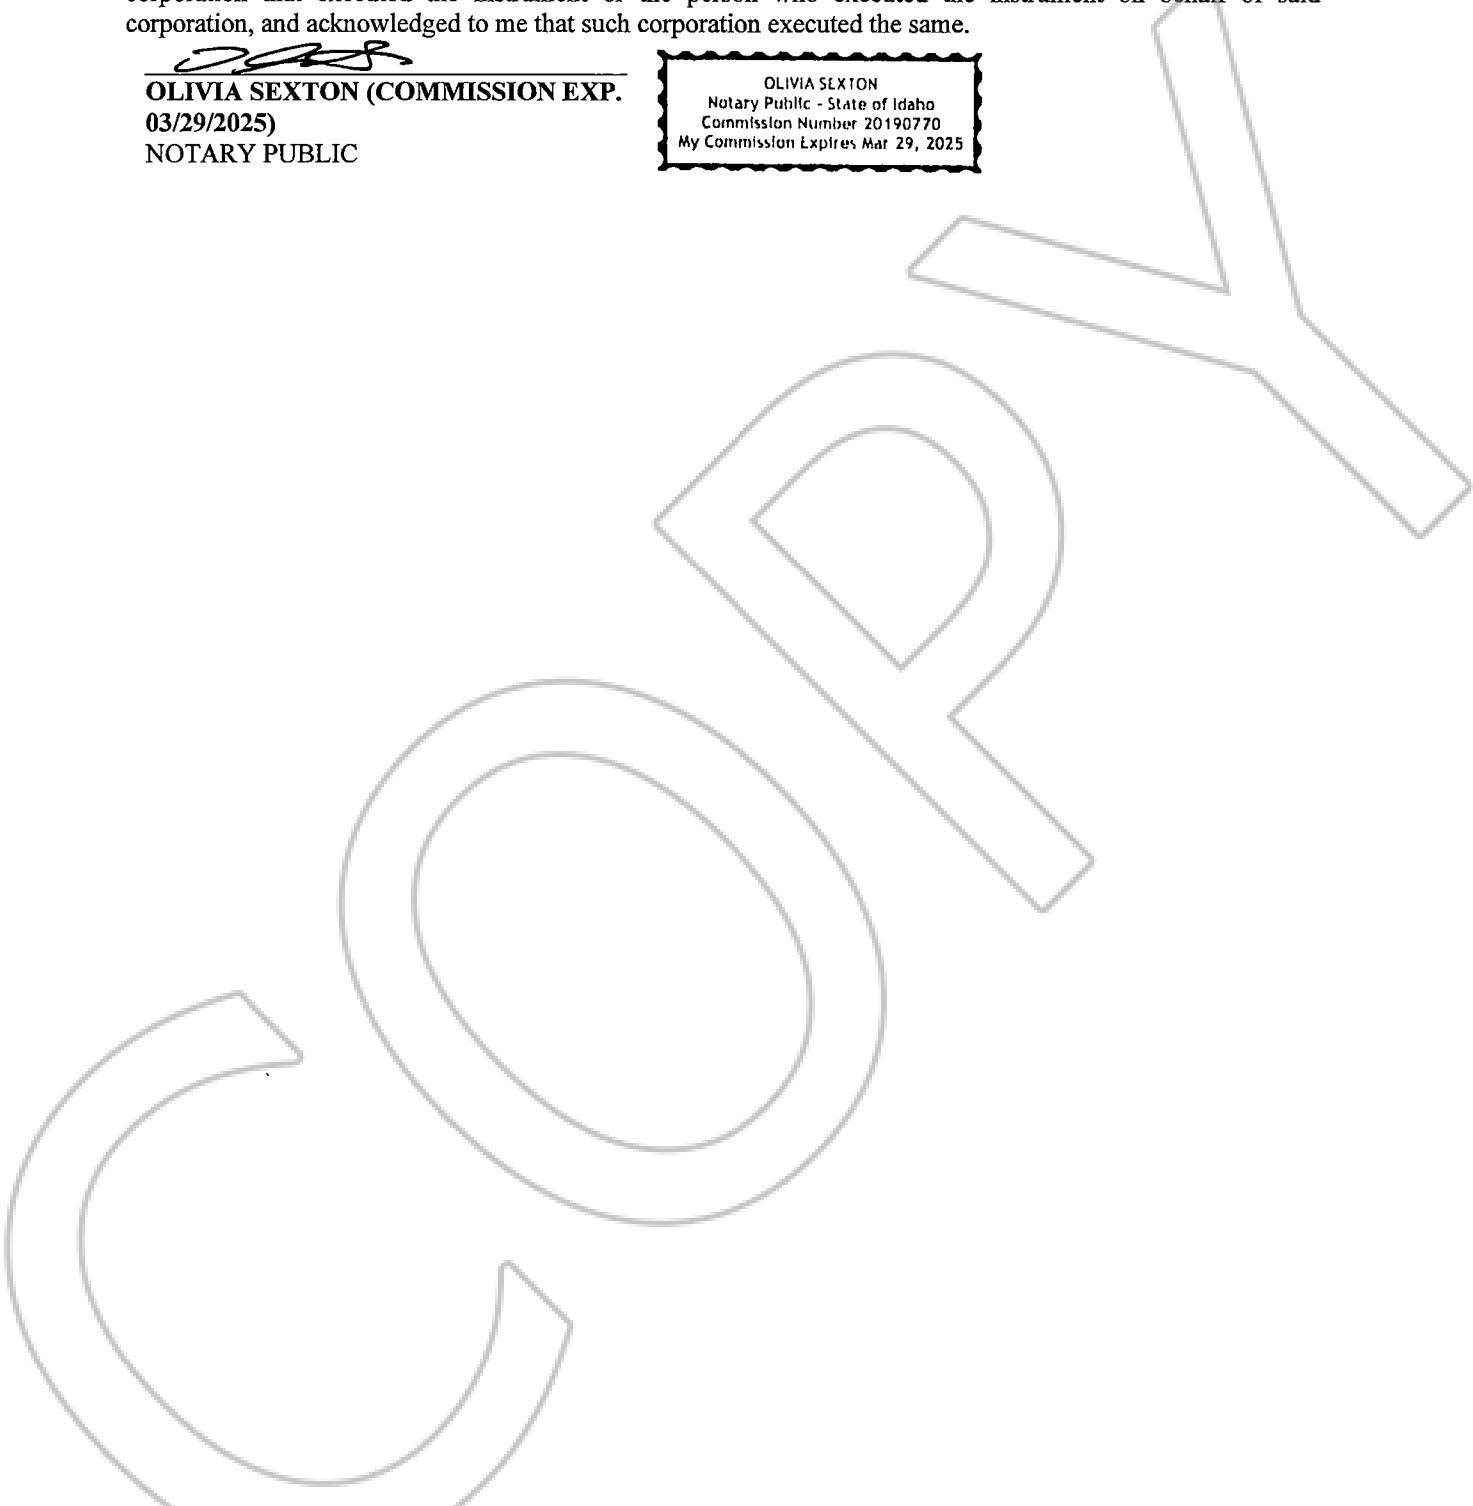 corporation that executed the instrument or the person who executed the instrument on behalf of said
corporation, and acknowledged to me that such corporation executed the same.
OLIVIA SEXTON (COMMISSION EXP.
03/29/2025)
NOTARY PUBLIC
OLIVIA SEXTON
Notary Public - State of Idaho
Commission Number 20190770
My Commission Expires Mar 29, 2025
COPY